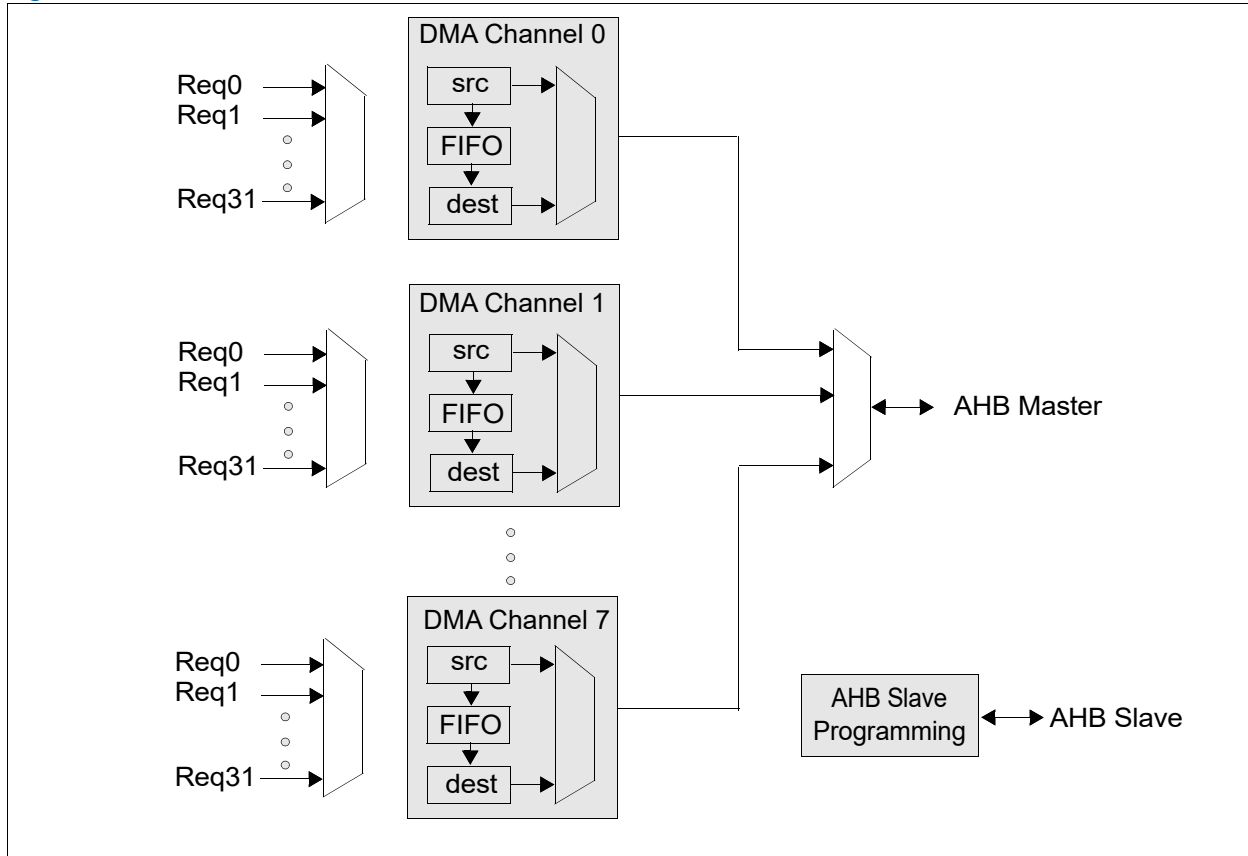 DMA Channel 0
Req0
Req1
Req31
src
FIFO
dest
DMA Channel 1
Req0
Req1
Req31
src
FIFO
dest
AHB Master
DMA Channel 7
Req0
Req1
Req31
src
FIFO
dest
AHB Slave
Programming
AHB Slave